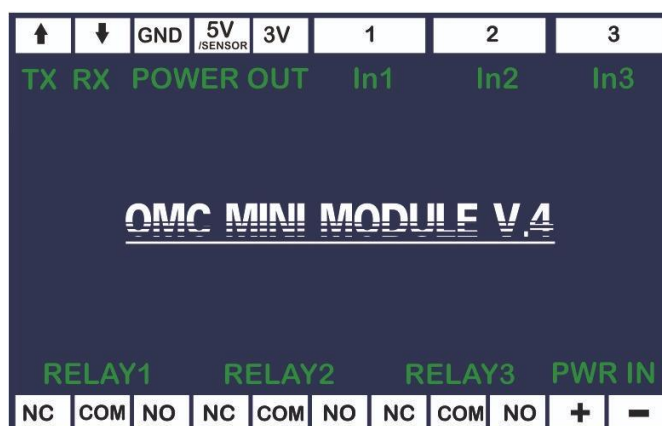 ⬆ ⬇ GND 5V /SENSOR 3V 1 2 3
TX RX POWER OUT In1 In2 In3
OMC MINI MODULE V.4
RELAY1 RELAY2 RELAY3 PWR IN
NC COM NO NC COM NO NC COM NO + -